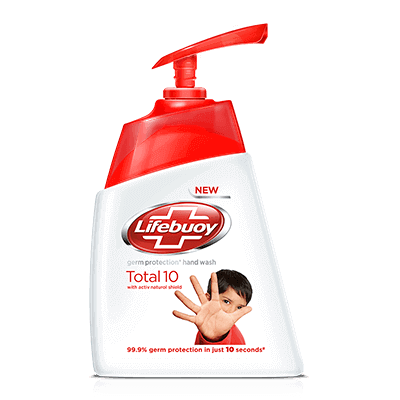 NEW
Lifebuoy
germ protection* hand wash
Total 10
with activ natural shield
99.9% germ protection in just 10 seconds*